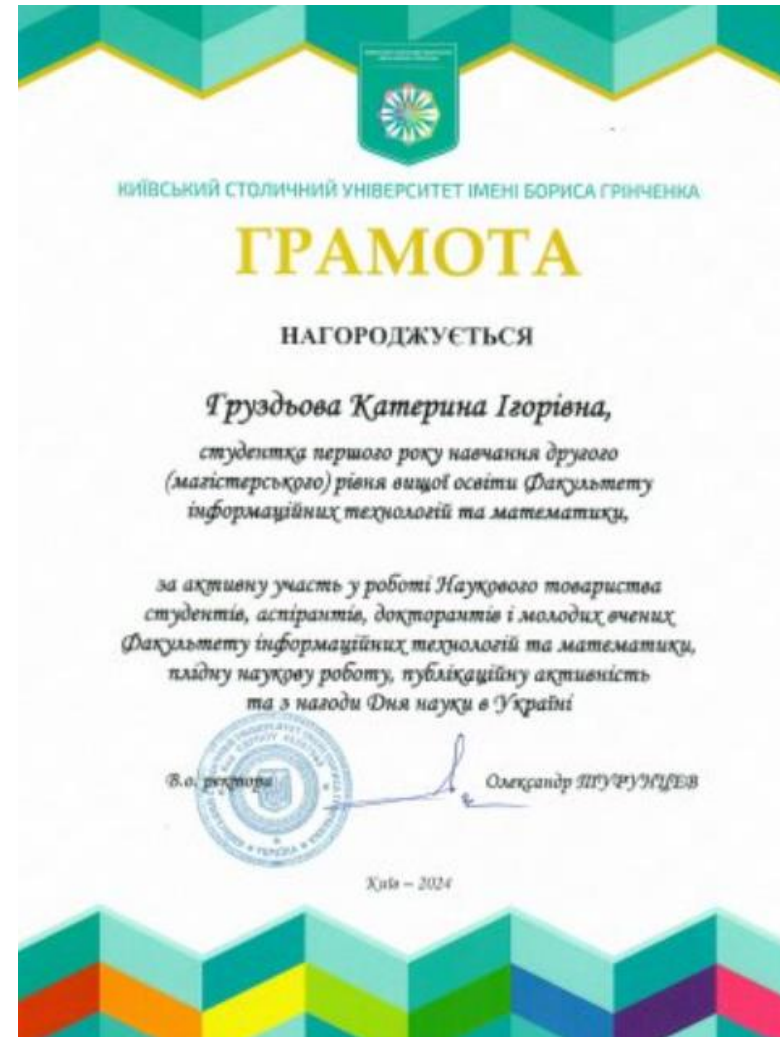 КИЇВСЬКИЙ СТОЛИЧНИЙ УНІВЕРСИТЕТ ІМЕНІ БОРИСА ГРІНЧЕНКА
ГРАМОТА
НАГОРОДЖУЄТЬСЯ
Груздьова Катерина Ігорівна,
студентка першого року навчання другого
(магістерського) рівня вищої освіти Факультету
інформаційних технологій та математики,
за активну участь у роботі Наукового товариства
студентів, аспірантів, докторантів і молодих вчених
Факультету інформаційних технологій та математики,
плідну наукову роботу, публікаційну активність
та з нагоди Дня науки в Україні
В.о. ректора Олександр ТУРУНЦЕВ
Київ – 2024